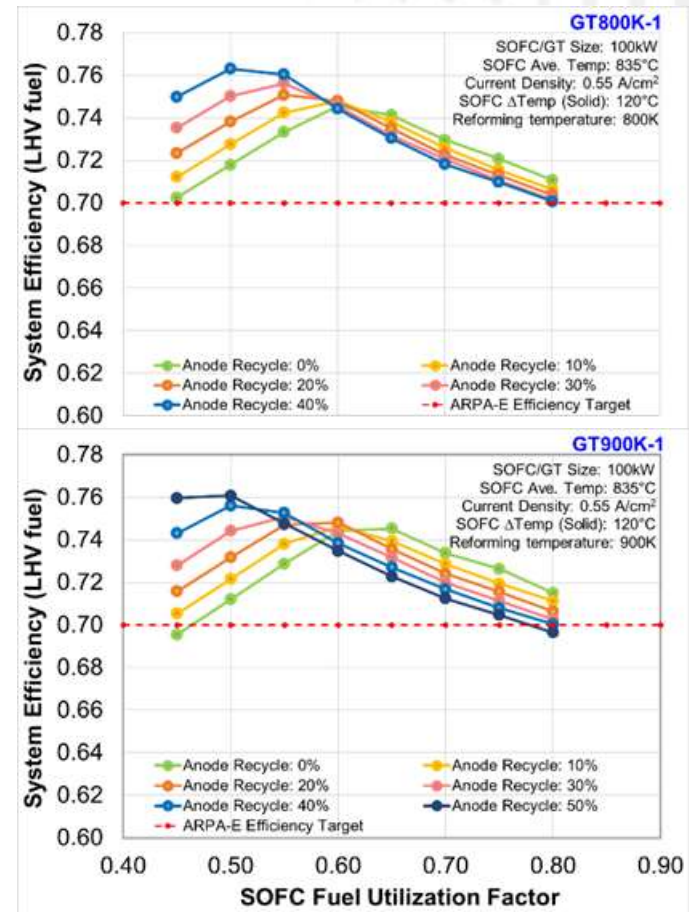 GT800K-1
SOFC/GT Size: 100kW
SOFC Ave. Temp: 835°C
Current Density: 0.55 A/cm²
SOFC ΔTemp (Solid): 120°C
Reforming temperature: 800K
System Efficiency (LHV fuel)
0.78
0.76
0.74
0.72
0.70
0.68
0.66
0.64
0.62
0.60
Anode Recycle: 0% Anode Recycle: 10%
Anode Recycle: 20% Anode Recycle: 30%
Anode Recycle: 40% ARPA-E Efficiency Target
GT900K-1
SOFC/GT Size: 100kW
SOFC Ave. Temp: 835°C
Current Density: 0.55 A/cm²
SOFC ΔTemp (Solid): 120°C
Reforming temperature: 900K
System Efficiency (LHV fuel)
0.78
0.76
0.74
0.72
0.70
0.68
0.66
0.64
0.62
0.60
Anode Recycle: 0% Anode Recycle: 10%
Anode Recycle: 20% Anode Recycle: 30%
Anode Recycle: 40% Anode Recycle: 50%
ARPA-E Efficiency Target
0.40 0.50 0.60 0.70 0.80 0.90
SOFC Fuel Utilization Factor